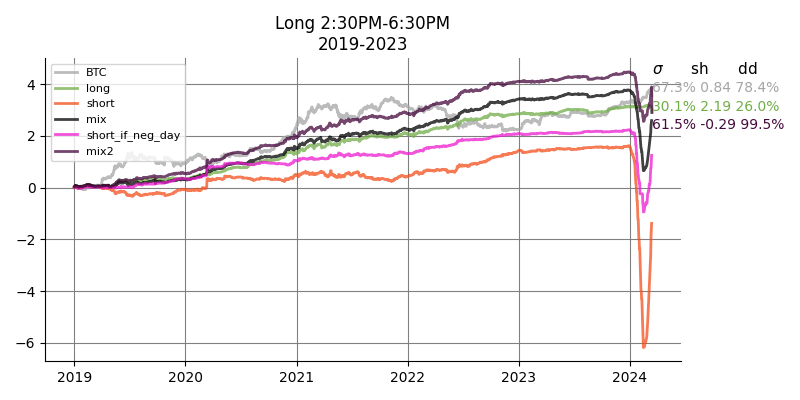 Long 2:30PM-6:30PM
2019-2023
σ sh dd
67.3% 0.84 78.4%
30.1% 2.19 26.0%
61.5% -0.29 99.5%
BTC
long
short
mix
short_if_neg_day
mix2
4
2
0
−2
−4
−6
2019 2020 2021 2022 2023 2024